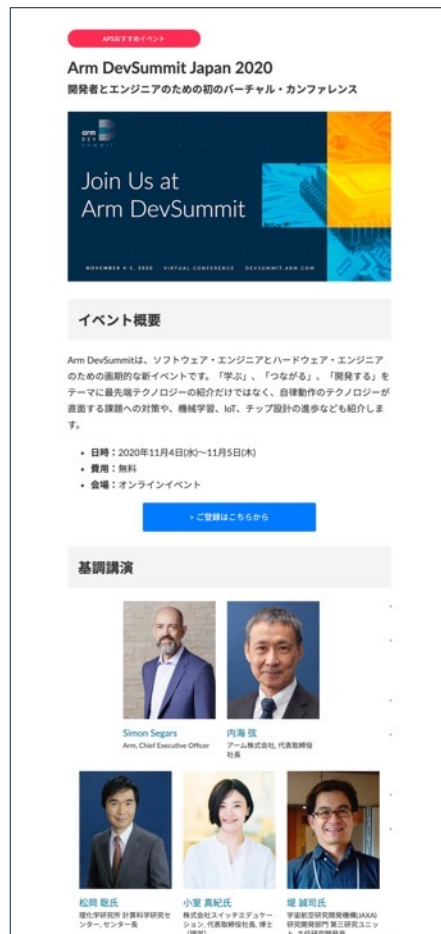 APSおすすめイベント
Arm DevSummit Japan 2020
開発者とエンジニアのための初のバーチャル・カンファレンス
arm
DEV
SUMMIT
Join Us at
Arm DevSummit
NOVEMBER 4-5, 2020 VIRTUAL CONFERENCE DEVSUMMIT.ARM.COM
イベント概要
Arm DevSummitは、ソフトウェア・エンジニアとハードウェア・エンジニア
のための画期的な新イベントです。「学ぶ」、「つながる」、「開発する」を
テーマに最先端テクノロジーの紹介だけではなく、自律動作のテクノロジーが
直面する課題への対策や、機械学習、IoT、チップ設計の進歩なども紹介しま
す。
• 日時：2020年11月4日(水)〜11月5日(木)
• 費用：無料
• 会場：オンラインイベント
> ご登録はこちらから
基調講演
Simon Segars
Arm, Chief Executive Officer
内海 弦
アーム株式会社, 代表取締役
社長
松岡 聡氏
理化学研究所 計算科学研究セ
ンター, センター長
小室 真紀氏
株式会社スイッチエデュケー
ション, 代表取締役社長, 博士
（理学）
堤 誠司氏
宇宙航空研究開発機構(JAXA)
研究開発部門 第三研究ユニッ
ト, 主任研究開発員